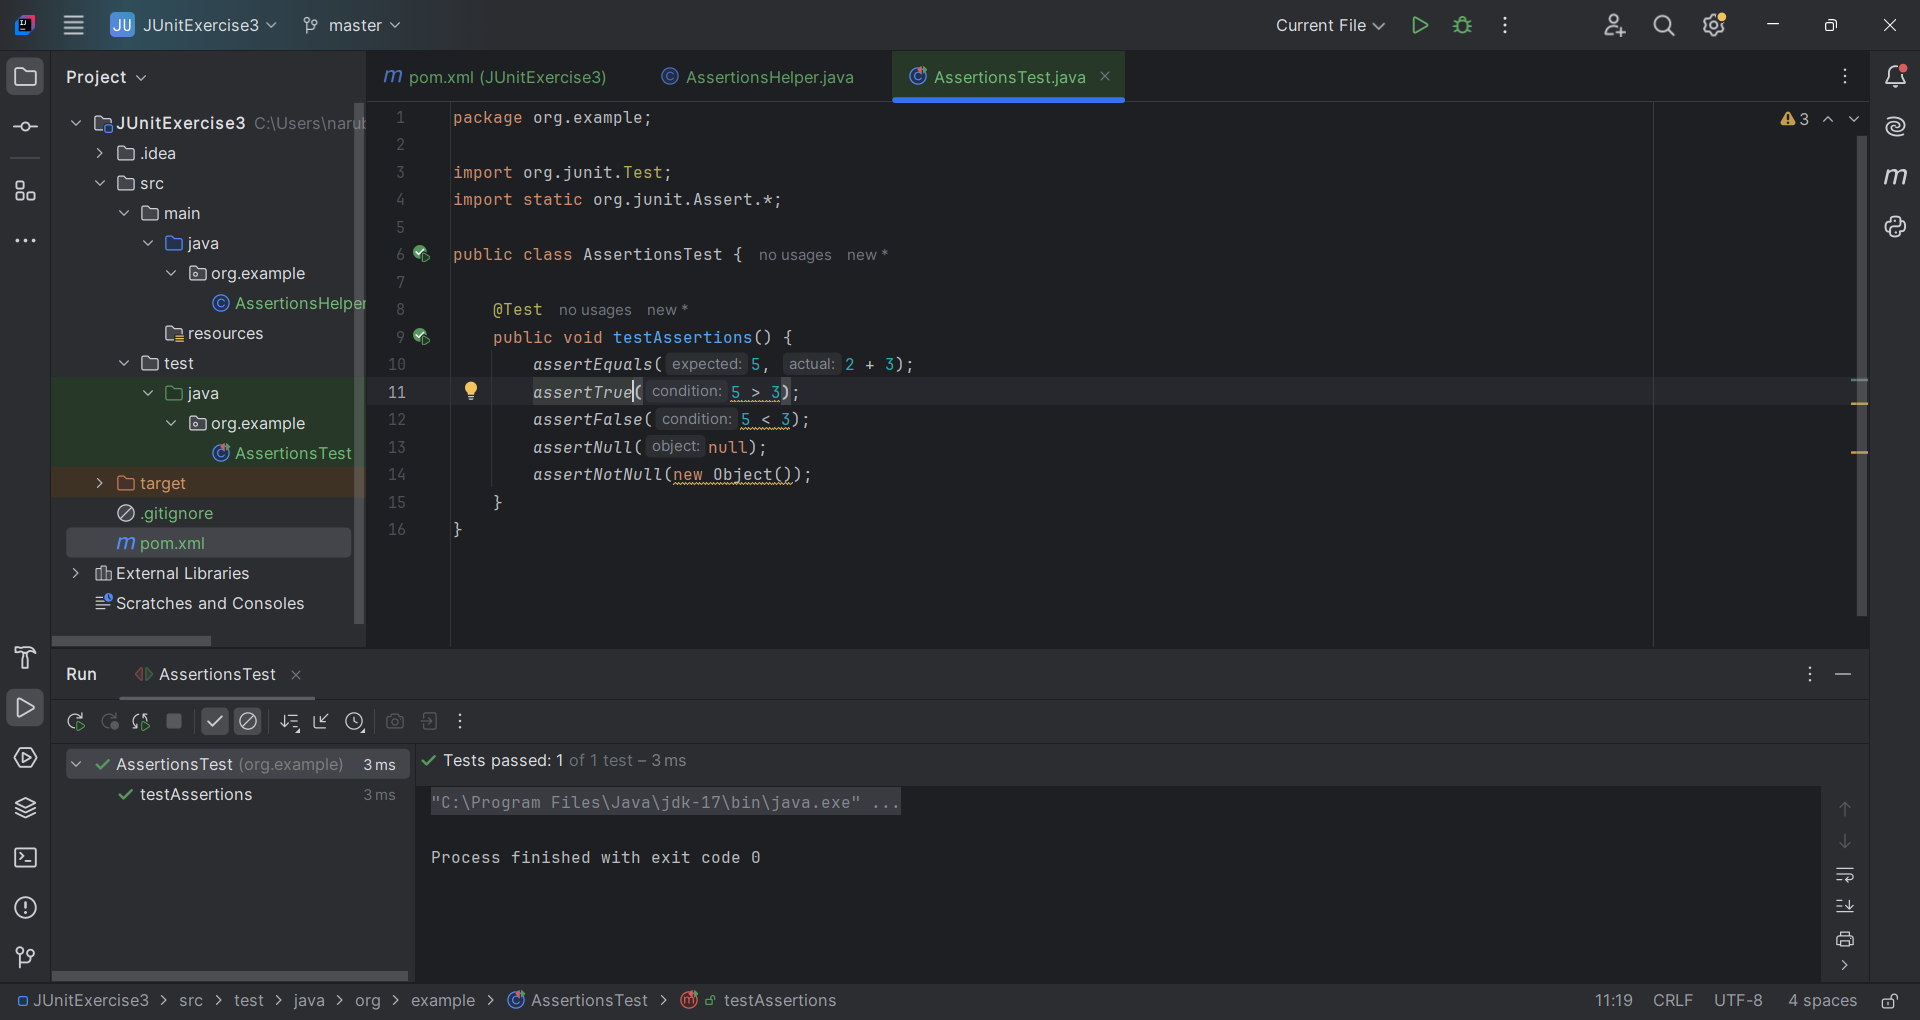 JU JUnitExercise3 master Current File
Project
JUnitExercise3 C:\Users\narub
.idea
src
main
java
org.example
AssertionsHelper
resources
test
java
org.example
AssertionsTest
target
.gitignore
pom.xml
External Libraries
Scratches and Consoles
pom.xml (JUnitExercise3) AssertionsHelper.java AssertionsTest.java
3
1 package org.example;
2
3 import org.junit.Test;
4 import static org.junit.Assert.*;
5
6 public class AssertionsTest { no usages new *
7
8 @Test no usages new *
9 public void testAssertions() {
10 assertEquals( expected: 5, actual: 2 + 3);
11 assertTrue( condition: 5 > 3);
12 assertFalse( condition: 5 < 3);
13 assertNull( object: null);
14 assertNotNull(new Object());
15 }
16 }
Run AssertionsTest
AssertionsTest (org.example) 3 ms
testAssertions 3 ms
Tests passed: 1 of 1 test – 3 ms
"C:\Program Files\Java\jdk-17\bin\java.exe" ...
Process finished with exit code 0
JUnitExercise3 > src > test > java > org > example > AssertionsTest > testAssertions 11:19 CRLF UTF-8 4 spaces